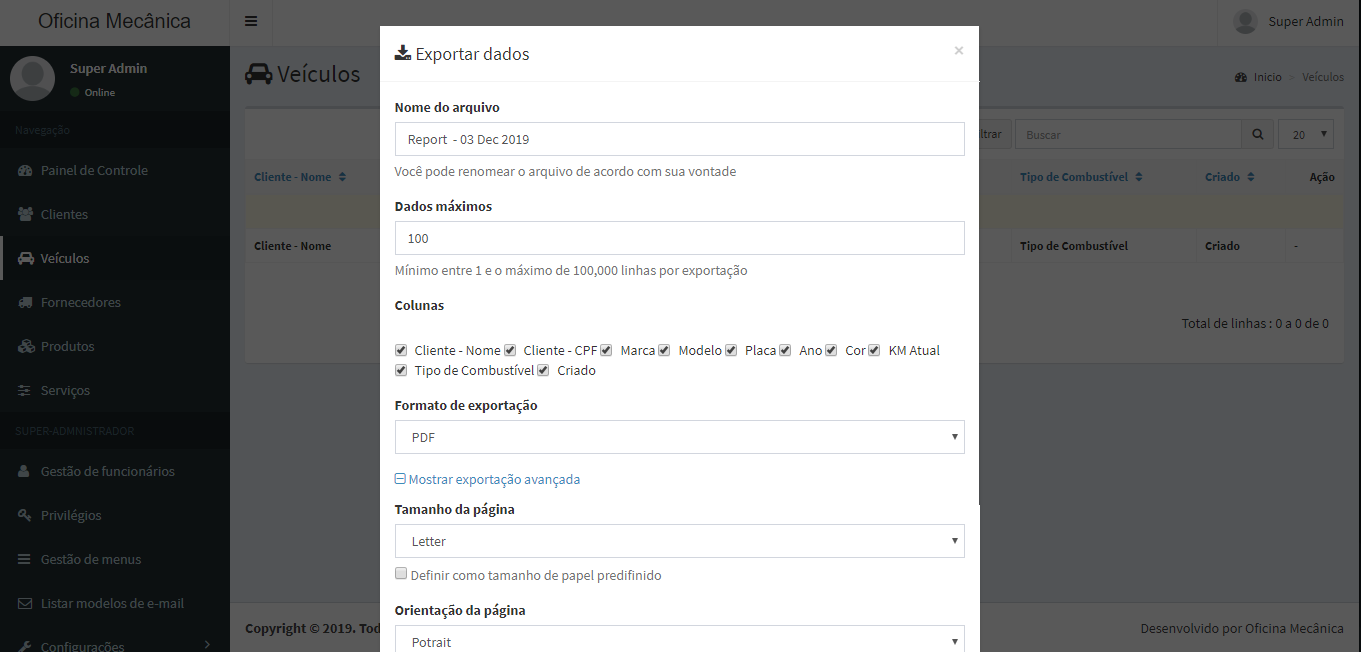 Oficina Mecânica
Super Admin
Super Admin
Online
Navegação
Painel de Controle
Clientes
Veículos
Fornecedores
Produtos
Serviços
SUPER-ADMNISTRADOR
Gestão de funcionários
Privilégios
Gestão de menus
Listar modelos de e-mail
Configurações
Veículos
Inicio > Veículos
ltrar Buscar 20
Cliente - Nome Tipo de Combustível Criado Ação
Cliente - Nome Tipo de Combustível Criado -
Total de linhas : 0 a 0 de 0
Exportar dados ×
Nome do arquivo
Report - 03 Dec 2019
Você pode renomear o arquivo de acordo com sua vontade
Dados máximos
100
Mínimo entre 1 e o máximo de 100,000 linhas por exportação
Colunas
Cliente - Nome Cliente - CPF Marca Modelo Placa Ano Cor KM Atual
Tipo de Combustível Criado
Formato de exportação
PDF
Mostrar exportação avançada
Tamanho da página
Letter
Definir como tamanho de papel predifinido
Orientação da página
Potrait
Copyright © 2019. Tod
Desenvolvido por Oficina Mecânica